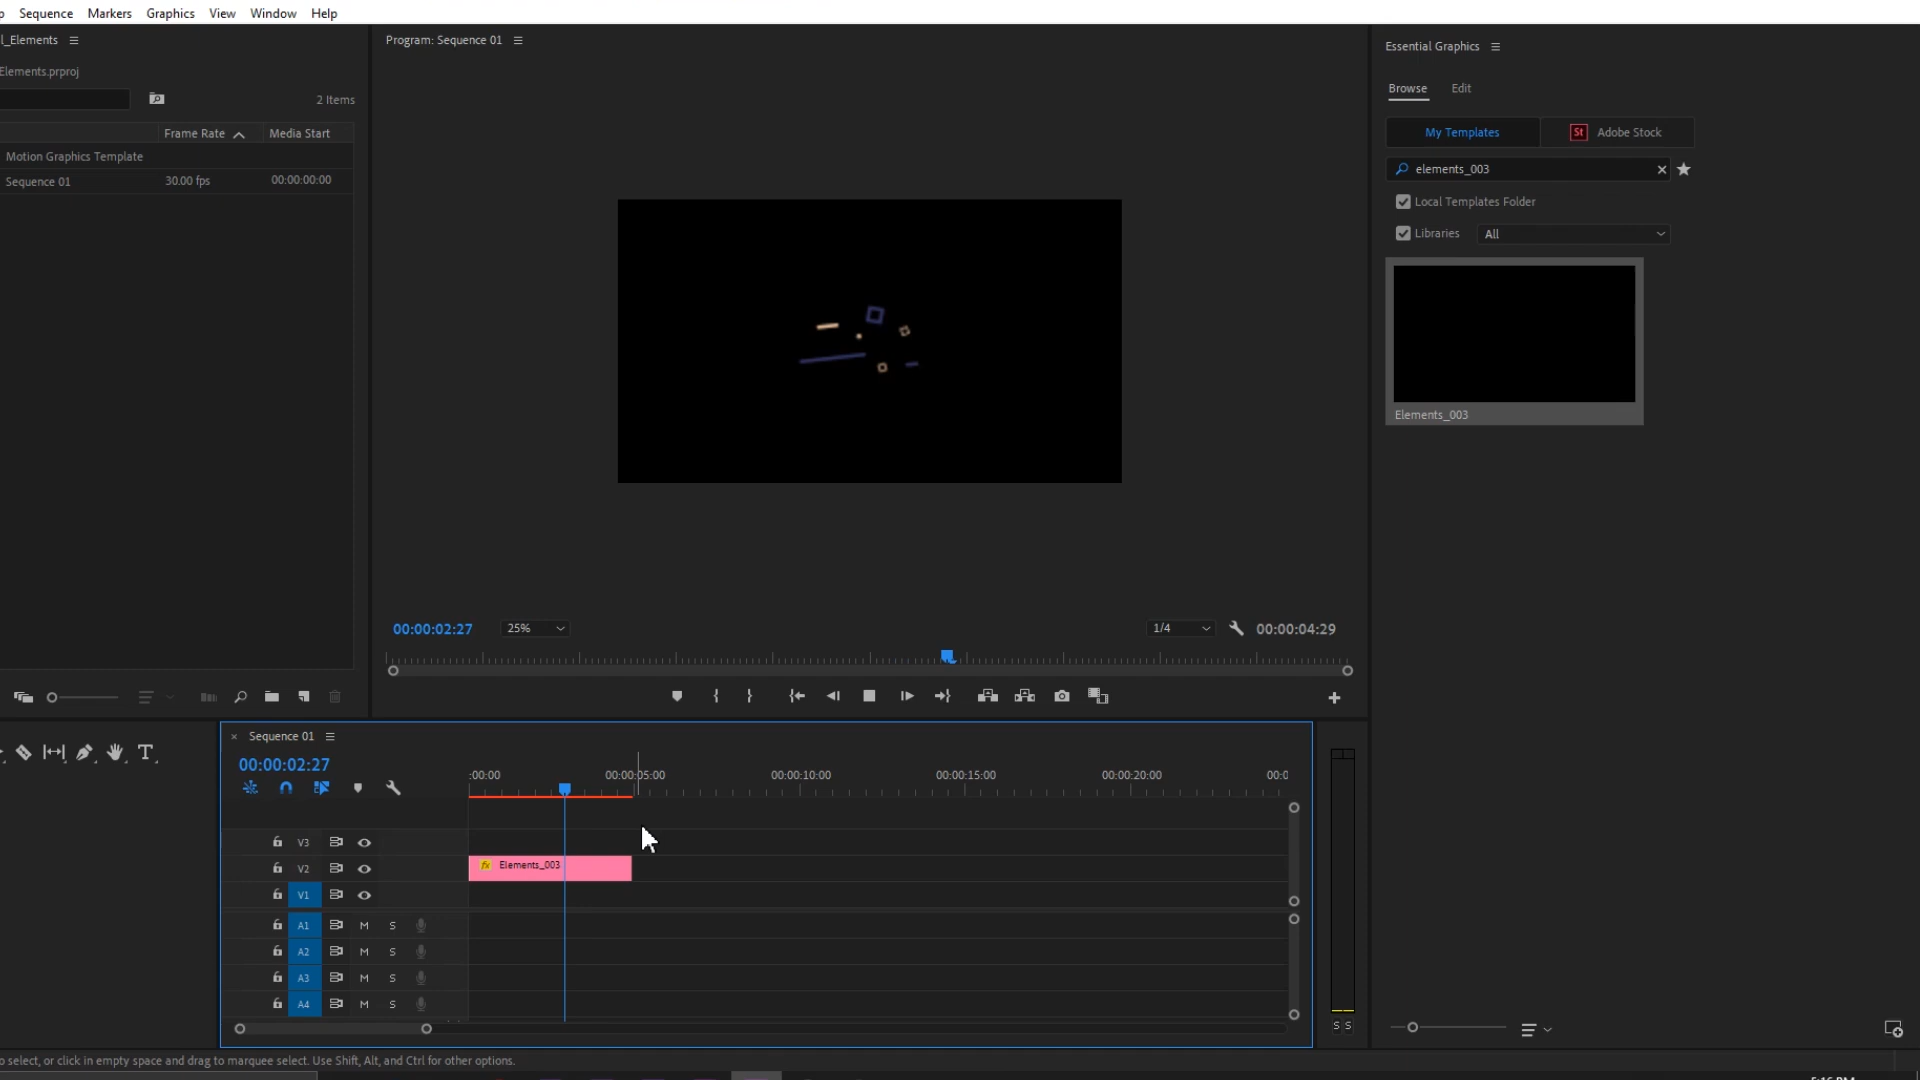 Sequence Markers Graphics View Window Help
l_Elements
Elements.prproj
2 Items
Frame Rate Media Start
Motion Graphics Template
Sequence 01 30.00 fps 00:00:00:00
Program: Sequence 01
00:00:02:27 25% 1/4 00:00:04:29
Essential Graphics
Browse Edit
My Templates St Adobe Stock
elements_003
Local Templates Folder
Libraries All
Elements_003
T
Sequence 01
00:00:02:27
:00:00 00:00:05:00 00:00:10:00 00:00:15:00 00:00:20:00 00:0
V3
V2 fx Elements_003
V1
A1 M S
A2 M S
A3 M S
A4 M S
S S
o select, or click in empty space and drag to marquee select. Use Shift, Alt, and Ctrl for other options.